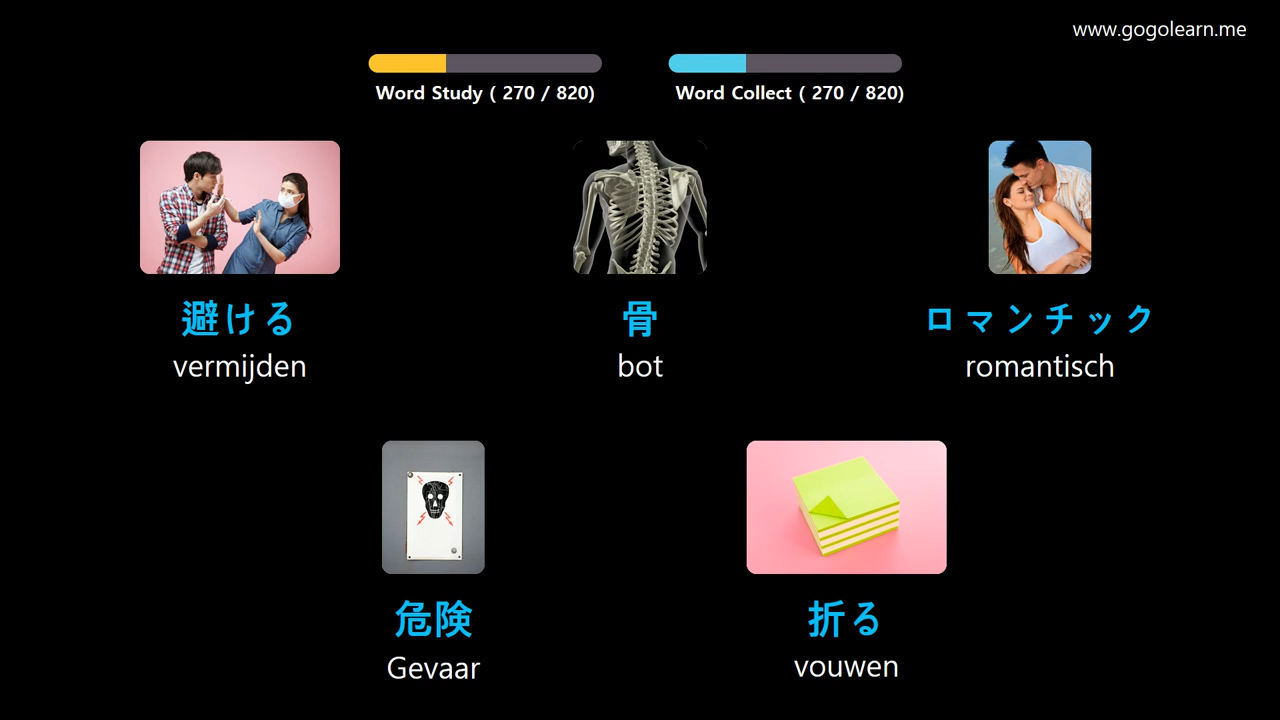 www.gogolearn.me
Word Study ( 270 / 820)
Word Collect ( 270 / 820)
避ける
vermijden
骨
bot
ロマンチック
romantisch
危険
Gevaar
折る
vouwen